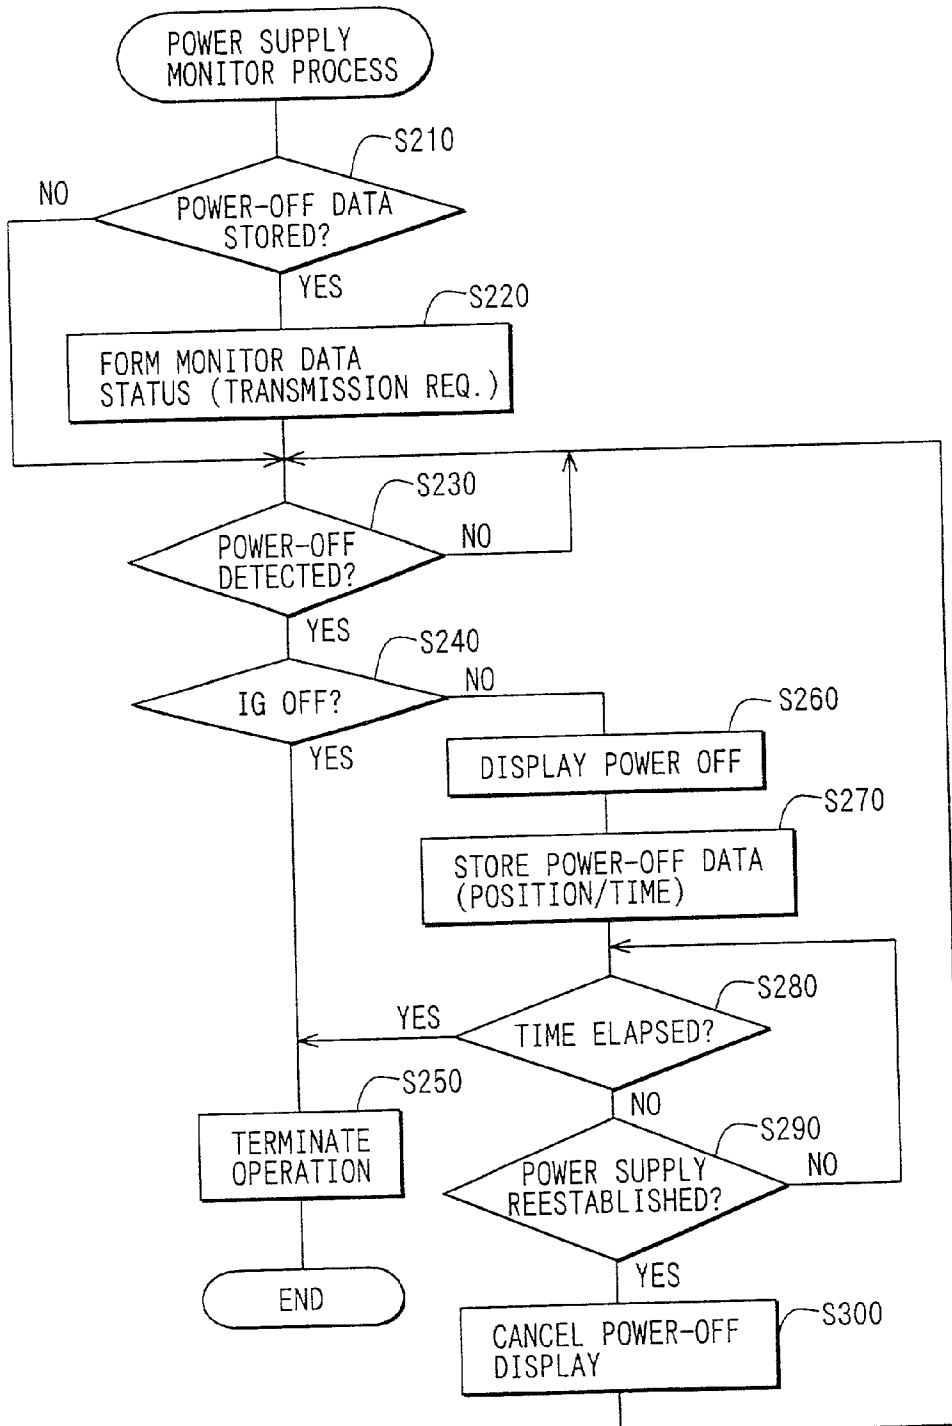 POWER SUPPLY
MONITOR PROCESS
S210
NO
POWER-OFF DATA
STORED?
YES
S220
FORM MONITOR DATA
STATUS (TRANSMISSION REQ.)
S230
POWER-OFF
DETECTED?
NO
YES
S240
IG OFF?
NO
YES
S260
DISPLAY POWER OFF
S270
STORE POWER-OFF DATA
(POSITION/TIME)
S280
YES
TIME ELAPSED?
NO
S250
TERMINATE
OPERATION
S290
POWER SUPPLY
REESTABLISHED?
NO
YES
END
S300
CANCEL POWER-OFF
DISPLAY